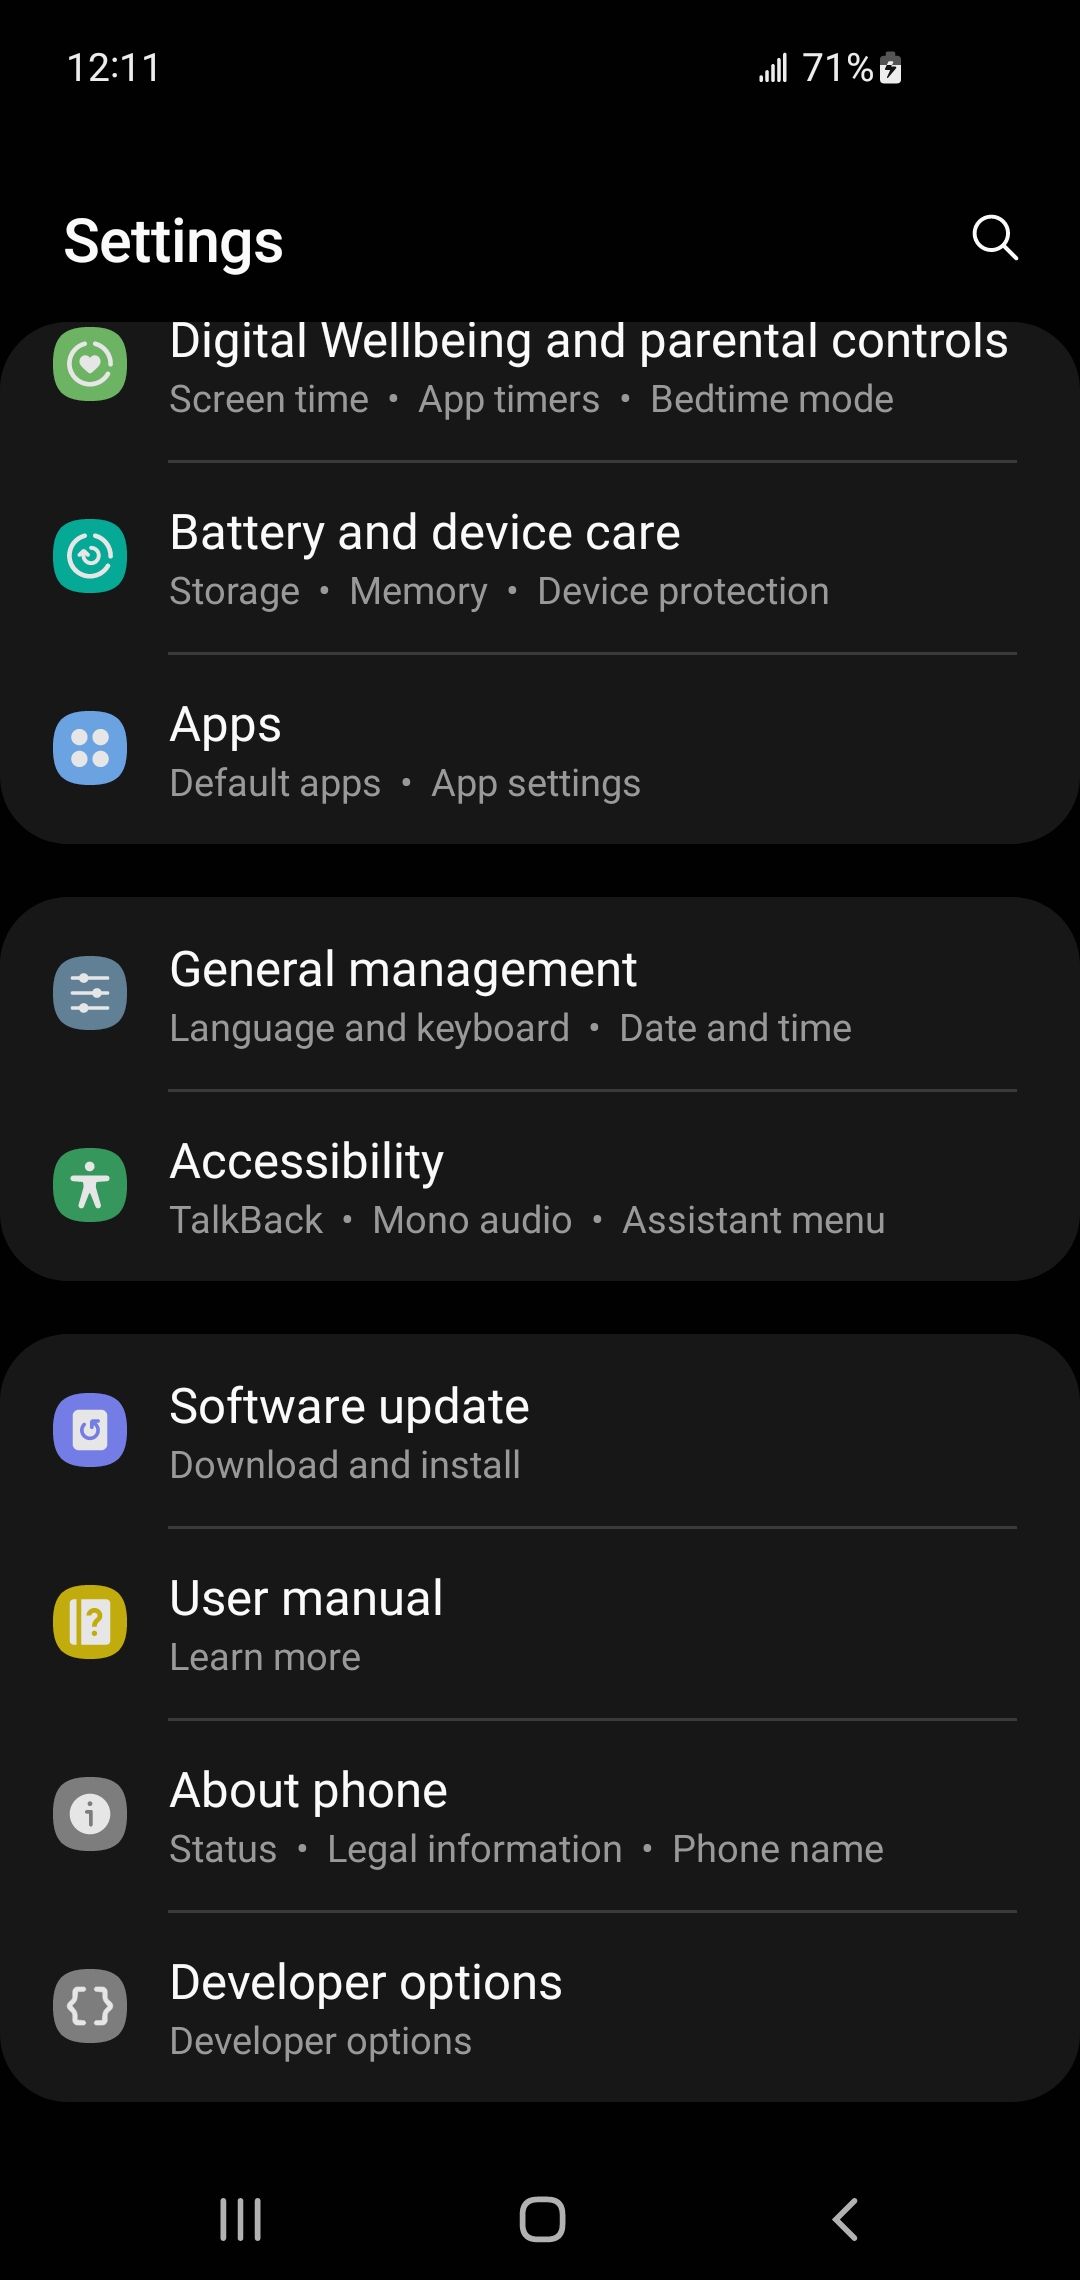 12:11
71%
Settings
Digital Wellbeing and parental controls
Screen time • App timers • Bedtime mode
Battery and device care
Storage • Memory • Device protection
Apps
Default apps • App settings
General management
Language and keyboard • Date and time
Accessibility
TalkBack • Mono audio • Assistant menu
Software update
Download and install
User manual
Learn more
About phone
Status • Legal information • Phone name
Developer options
Developer options